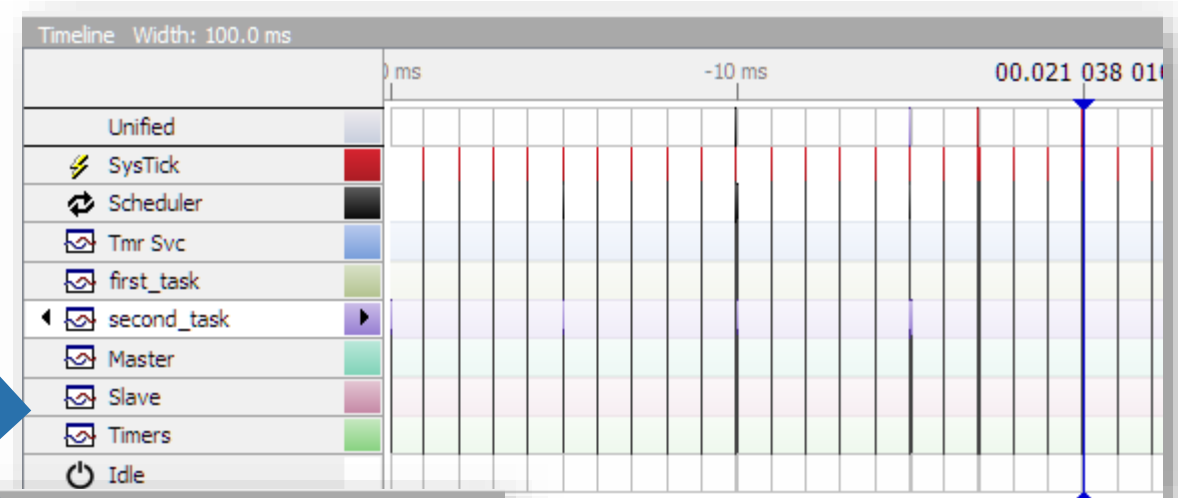 Timeline Width: 100.0 ms
ms -10 ms 00.021 038 01
Unified
SysTick
Scheduler
Tmr Svc
first_task
second_task
Master
Slave
Timers
Idle